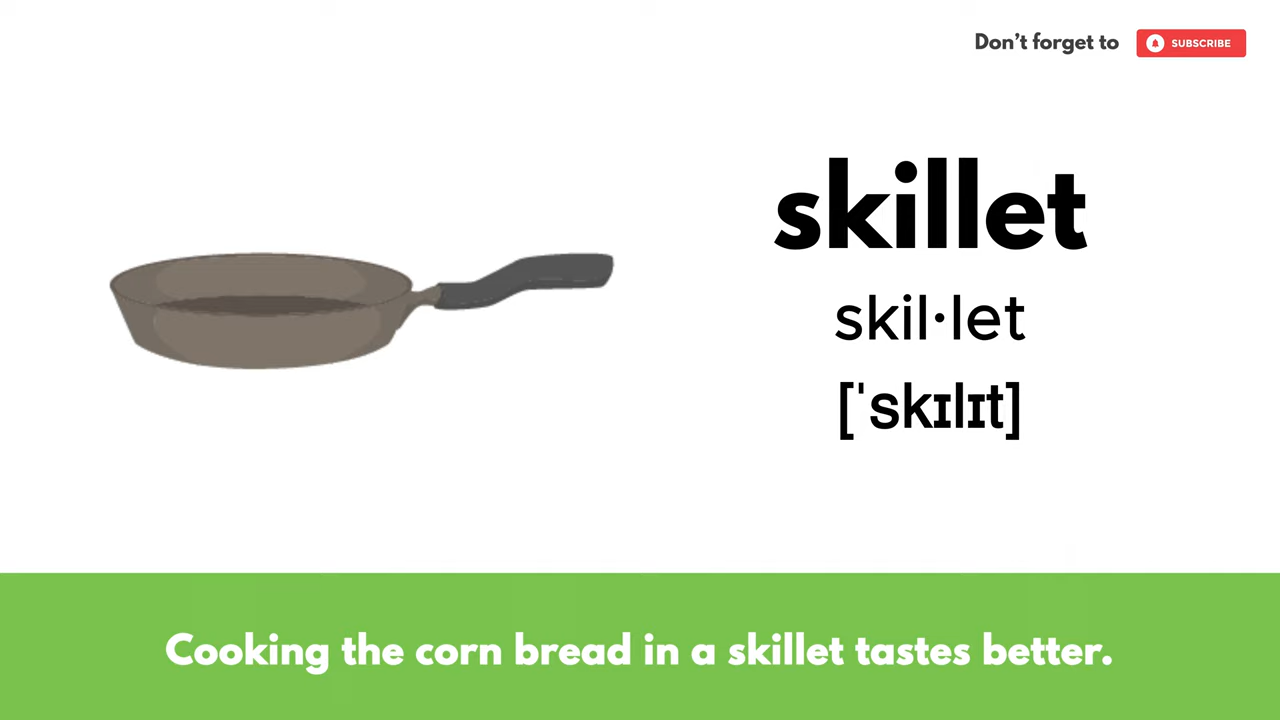 Don't forget to SUBSCRIBE
skillet
skil·let
[ˈskɪlɪt]
Cooking the corn bread in a skillet tastes better.